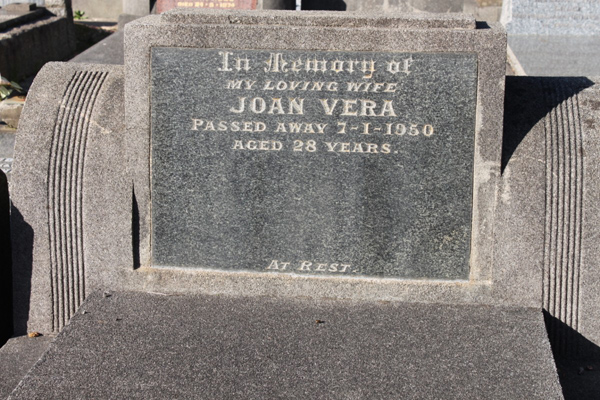 In Memory of
MY LOVING WIFE
JOAN VERA
PASSED AWAY 7-1-1950
AGED 28 YEARS.
AT REST.